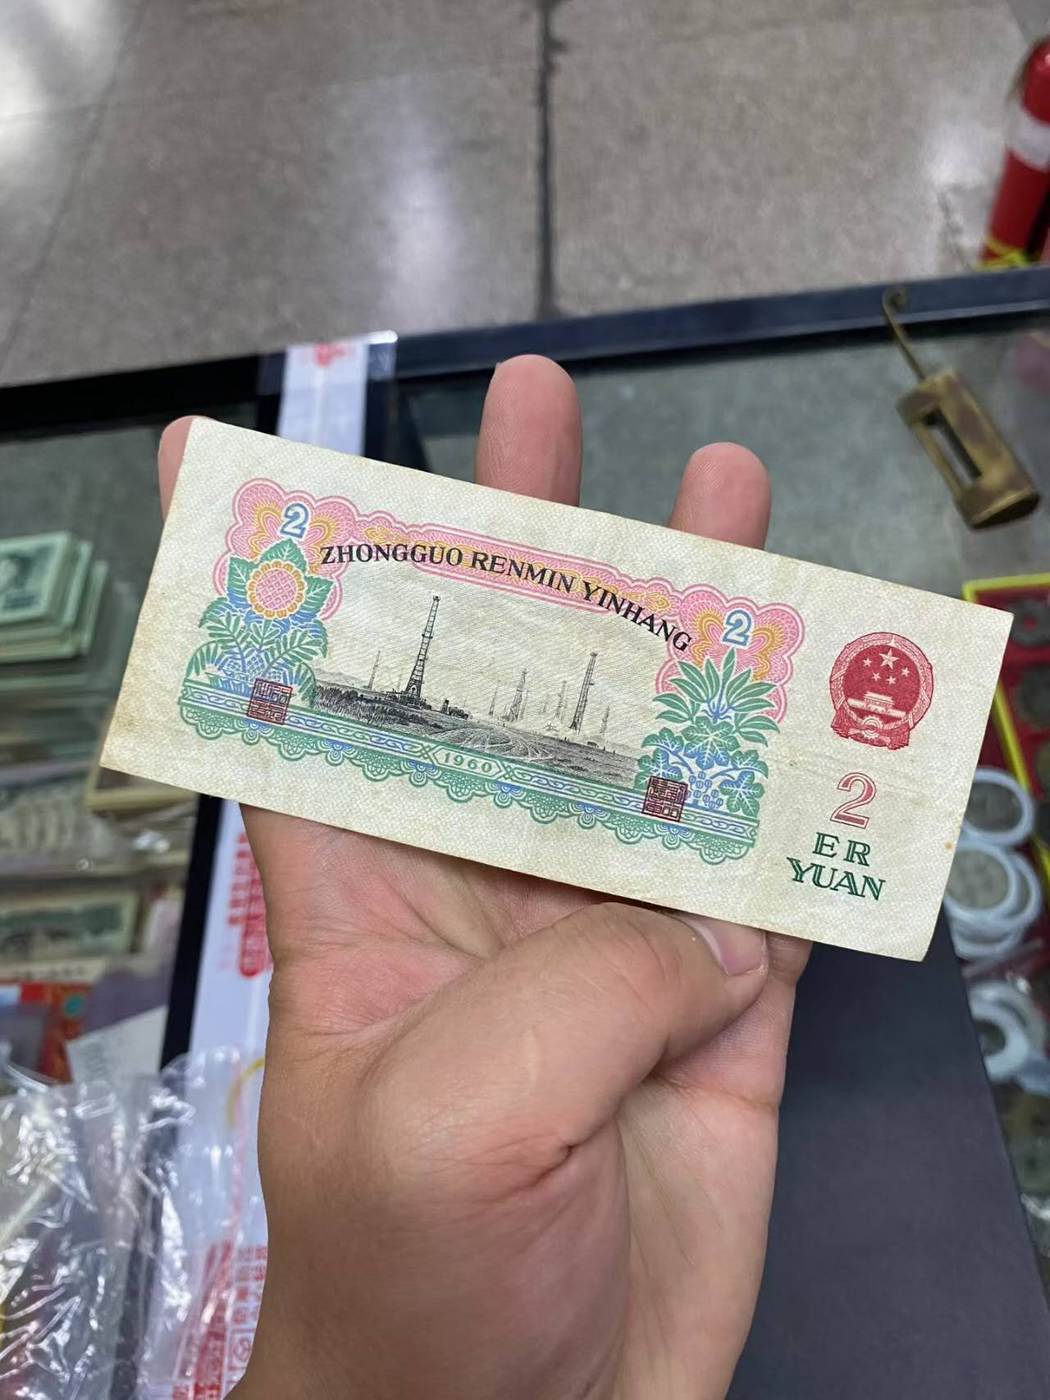 2
ZHONGGUO RENMIN YINHANG
2
1960
2
ER
YUAN